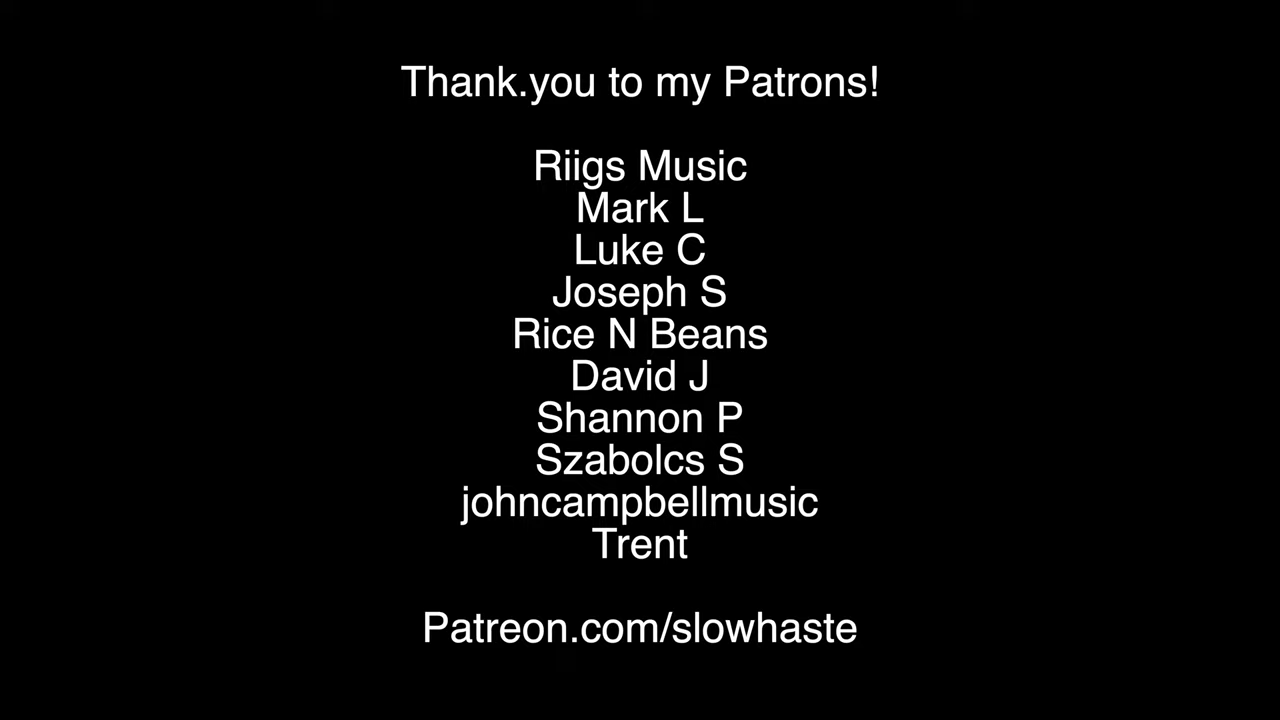 Thank.you to my Patrons!
Riigs Music
Mark L
Luke C
Joseph S
Rice N Beans
David J
Shannon P
Szabolcs S
johncampbellmusic
Trent
Patreon.com/slowhaste